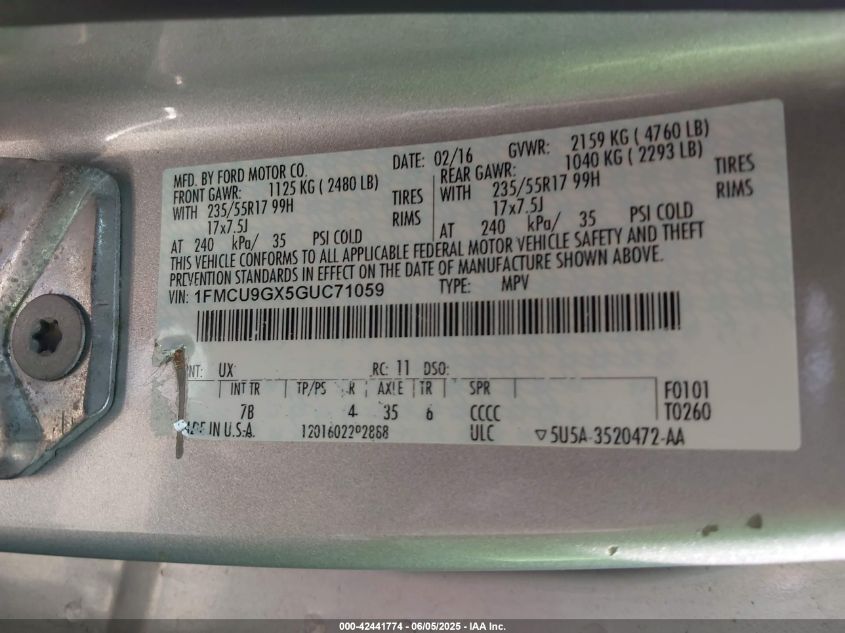 MFD. BY FORD MOTOR CO. DATE: 02/16 GVWR: 2159 KG ( 4760 LB)
FRONT GAWR: 1125 KG ( 2480 LB) REAR GAWR: 1040 KG ( 2293 LB)
WITH 235/55R17 99H TIRES WITH 235/55R17 99H TIRES
17x7.5J RIMS 17x7.5J RIMS
AT 240 kPa/ 35 PSI COLD AT 240 kPa/ 35 PSI COLD
THIS VEHICLE CONFORMS TO ALL APPLICABLE FEDERAL MOTOR VEHICLE SAFETY AND THEFT
PREVENTION STANDARDS IN EFFECT ON THE DATE OF MANUFACTURE SHOWN ABOVE.
VIN: 1FMCU9GX5GUC71059 TYPE: MPV
NT: UX RC: 11 DSO:
INT TR TP/PS R AXLE TR SPR F0101
7B 4 35 6 CCCC T0260
DE IN U.S.A. ULC ▽5U5A-3520472-AA
000-42441774 - 06/05/2025 - IAA Inc.